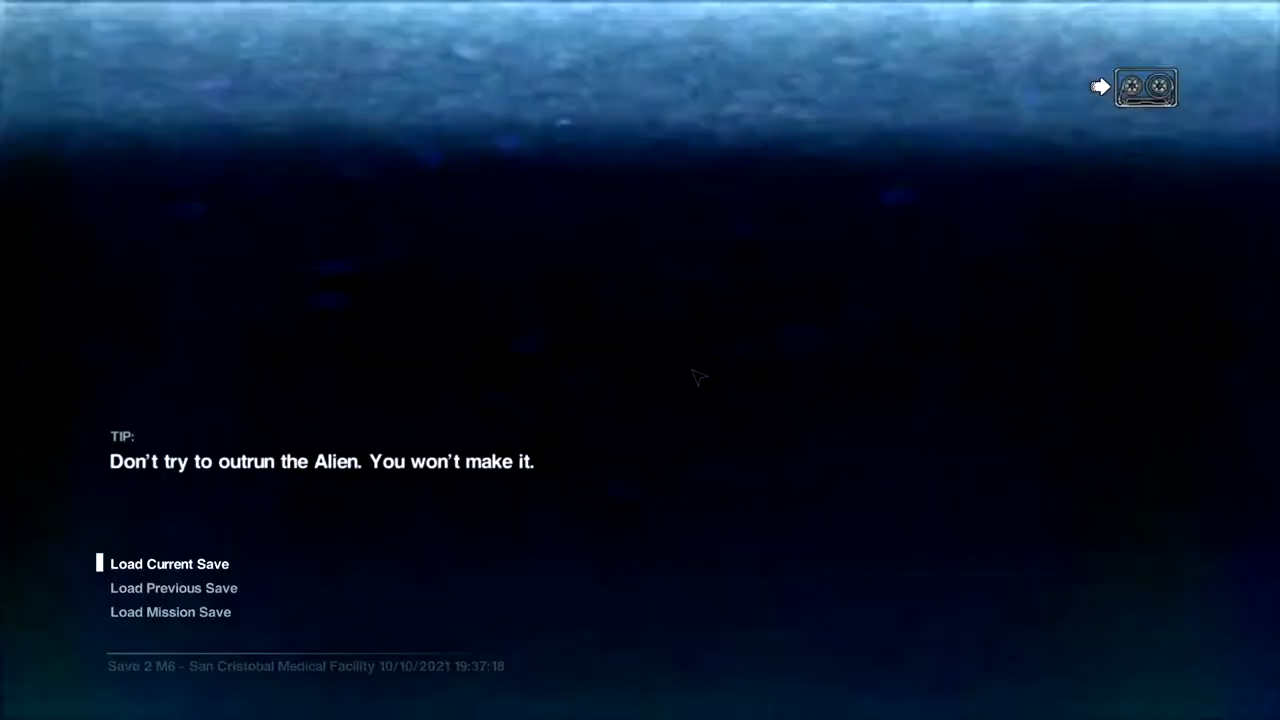 TIP:
Don't try to outrun the Alien. You won't make it.
Load Current Save
Load Previous Save
Load Mission Save
Save 2 M6 - San Cristobal Medical Facility 10/10/2021 19:37:18